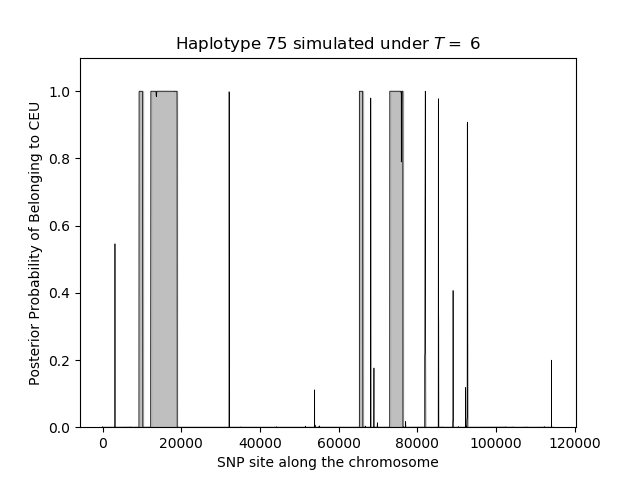 Haplotype 75 simulated under T = 6
Posterior Probability of Belonging to CEU
1.0
0.8
0.6
0.4
0.2
0.0
0 20000 40000 60000 80000 100000 120000
SNP site along the chromosome